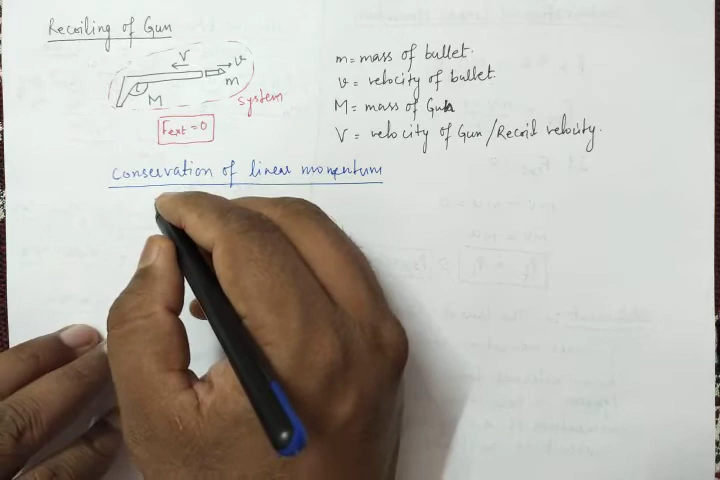 Recoiling of Gun
V
v
m
M
System
Fext = 0
m = mass of bullet.
v = velocity of bullet.
M = mass of Gun
V = velocity of Gun / Recoil velocity.
Conservation of linear momentum